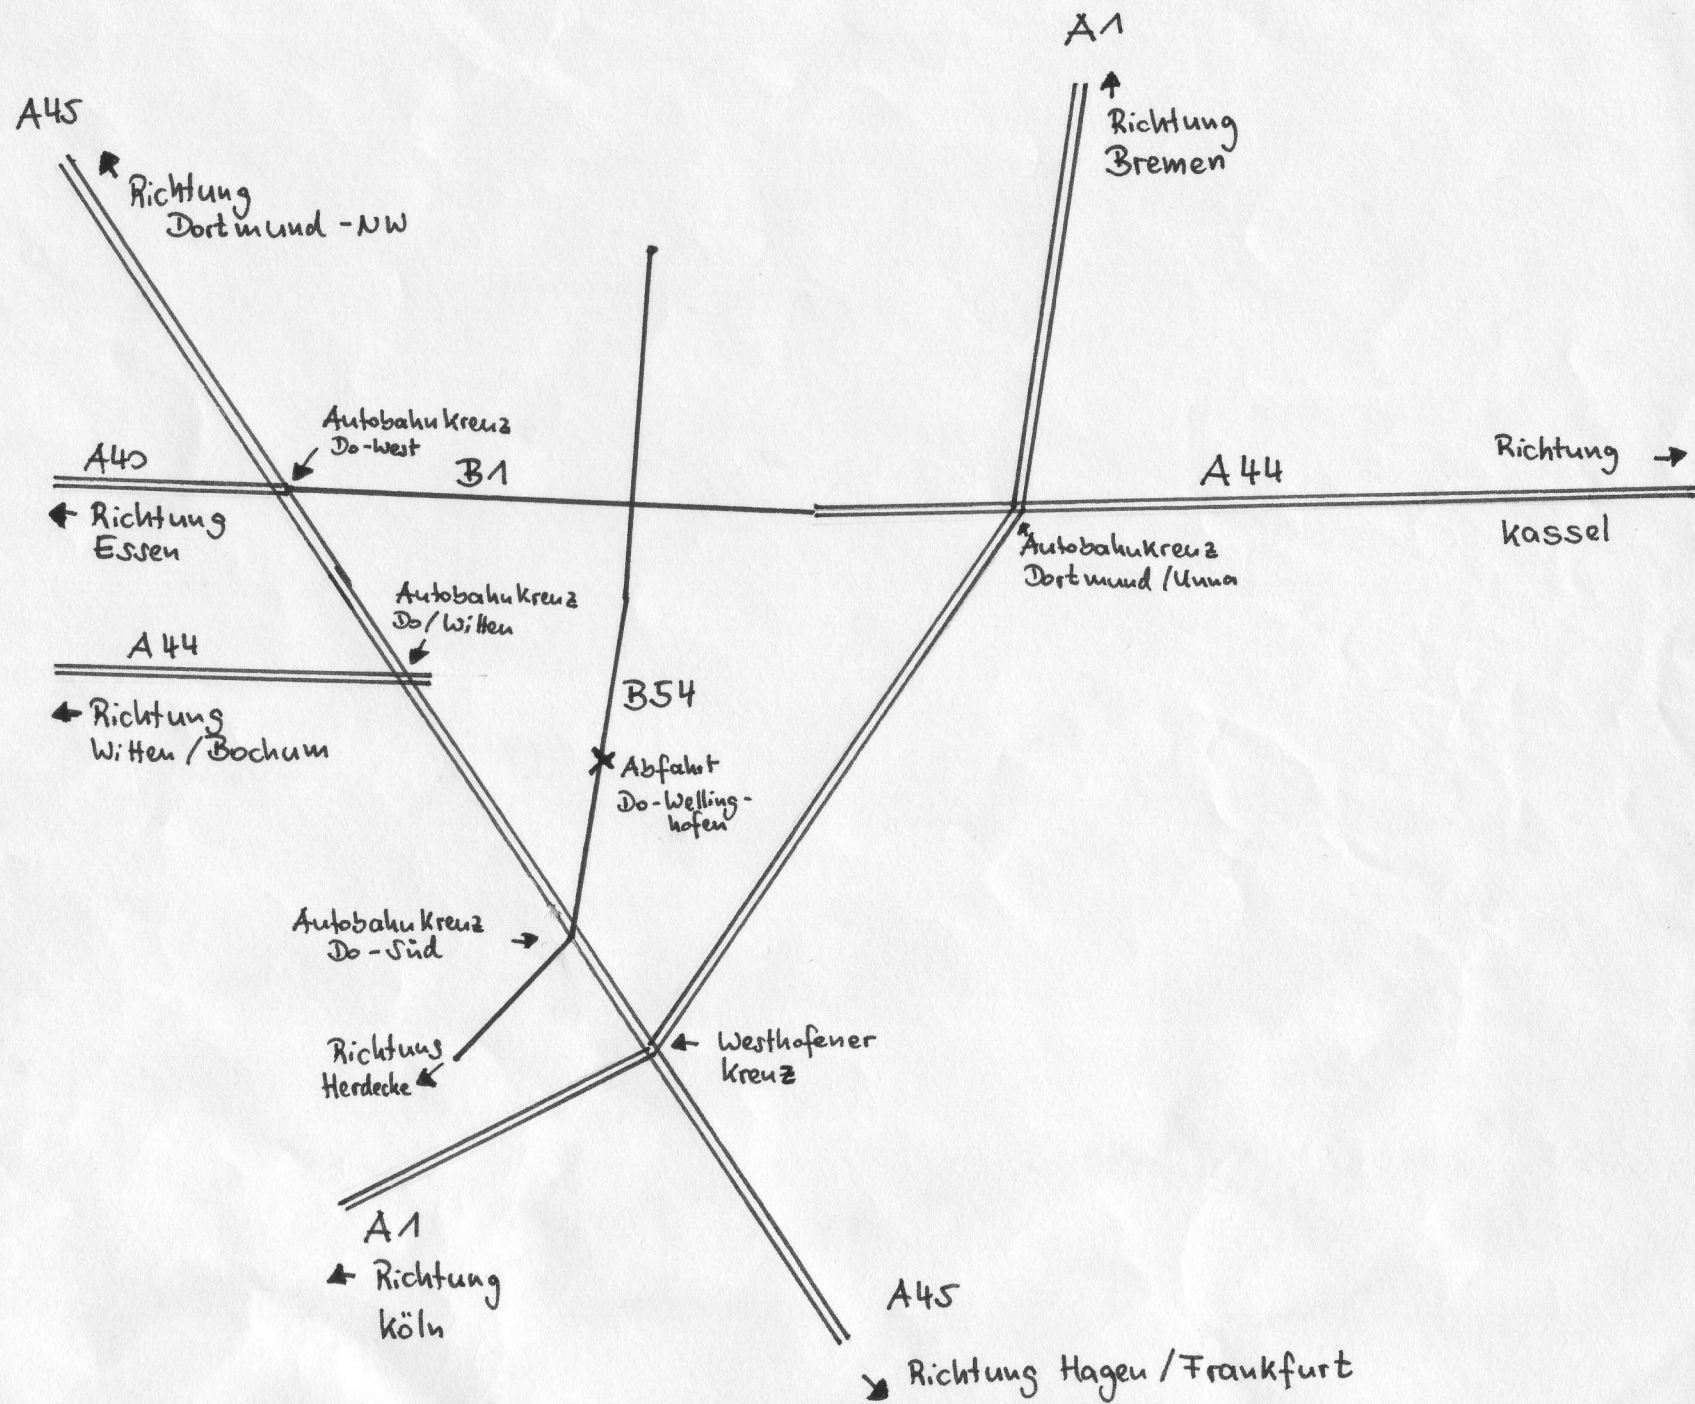 A1
Richtung
Bremen
A45
Richtung
Dortmund-NW
Autobahnkreuz
Do-West
A40
B1
Richtung
Essen
A44
Richtung
Kassel
Autobahnkreuz
Dortmund/Unna
Autobahnkreuz
Do/Witten
A44
Richtung
Witten/Bochum
B54
Abfahrt
Do-Welling-
hofen
Autobahnkreuz
Do-Süd
Richtung
Herdecke
Westhofener
Kreuz
A1
Richtung
Köln
A45
Richtung Hagen/Frankfurt